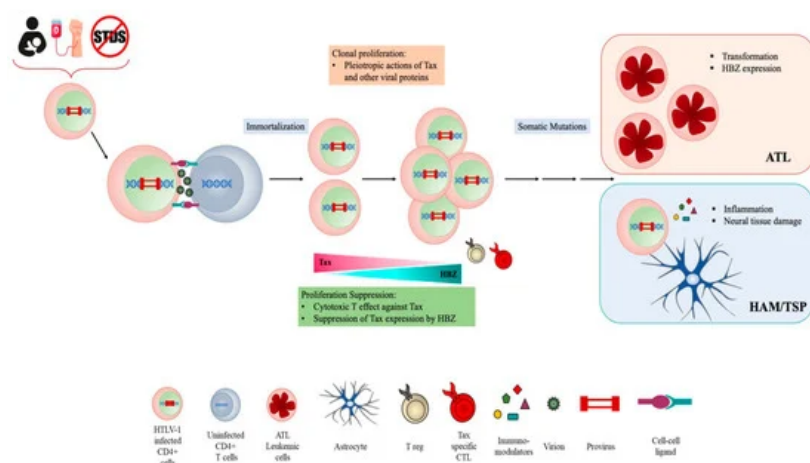 STDS
Clonal proliferation:
• Pleiotropic actions of Tax
and other viral proteins
Immortalization
Somatic Mutations
▪ Transformation
▪ HBZ expression
ATL
▪ Inflammation
▪ Neural tissue damage
HAM/TSP
Tax
HBZ
Proliferation Suppression:
• Cytotoxic T effect against Tax
• Suppression of Tax expression by HBZ
HTLV-1
infected
CD4+
cells
Uninfected
CD4+
T cells
ATL
Leukemic
cells
Astrocyte
T reg
Tax
specific
CTL
Immuno-
modulators
Virion
Provirus
Cell-cell
ligand